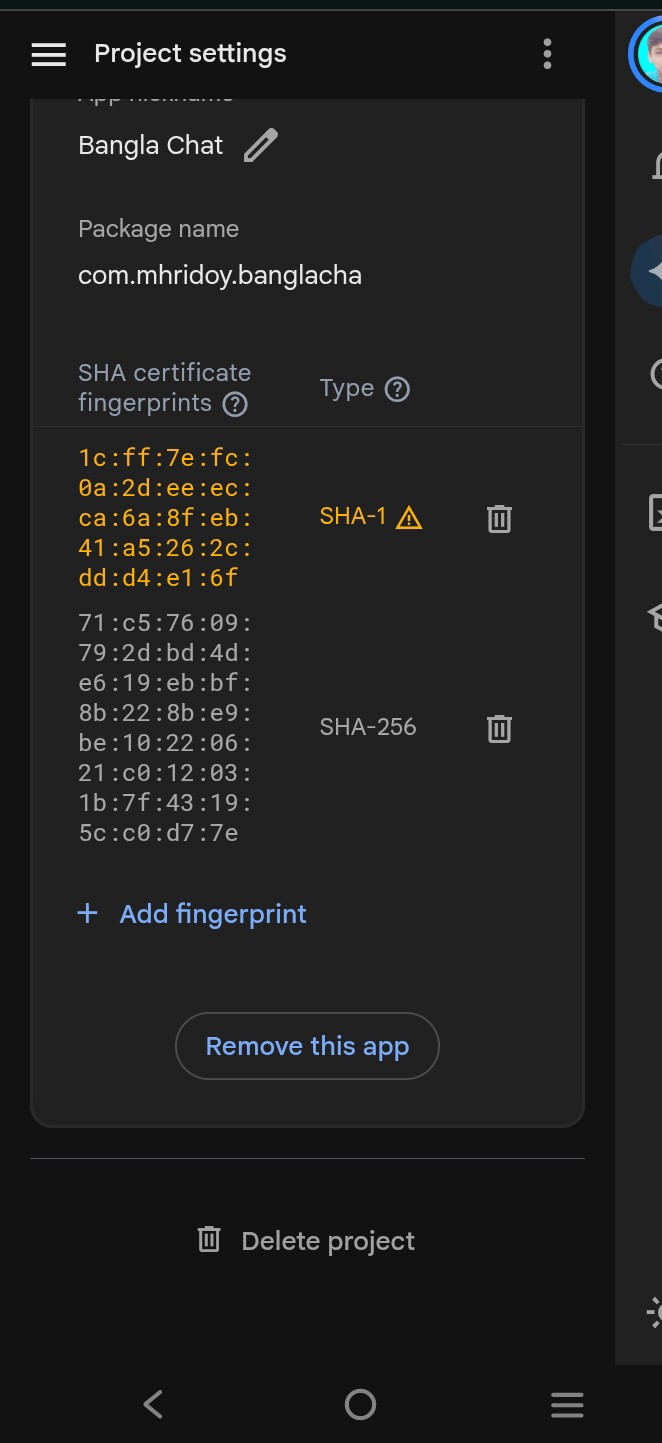 Project settings
App nickname
Bangla Chat
Package name
com.mhridoy.banglacha
SHA certificate
fingerprints
Type
1c:ff:7e:fc:
0a:2d:ee:ec:
ca:6a:8f:eb:
41:a5:26:2c:
dd:d4:e1:6f
SHA-1
71:c5:76:09:
79:2d:bd:4d:
e6:19:eb:bf:
8b:22:8b:e9:
be:10:22:06:
21:c0:12:03:
1b:7f:43:19:
5c:c0:d7:7e
SHA-256
+ Add fingerprint
Remove this app
Delete project